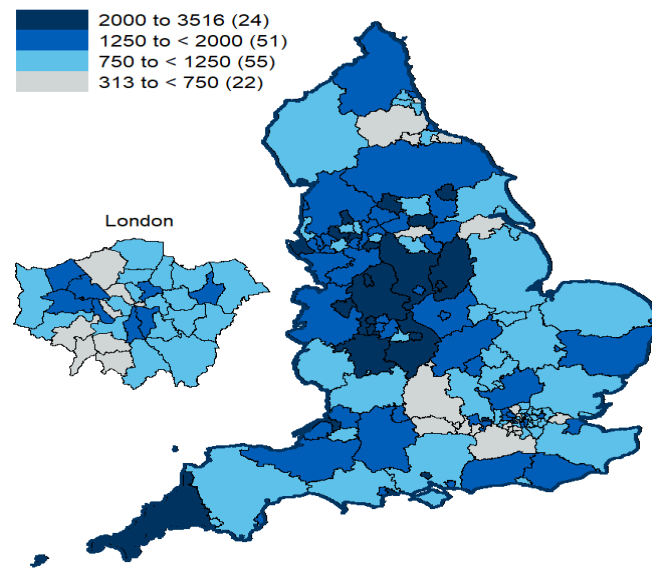 2000 to 3516 (24)
1250 to < 2000 (51)
750 to < 1250 (55)
313 to < 750 (22)
London